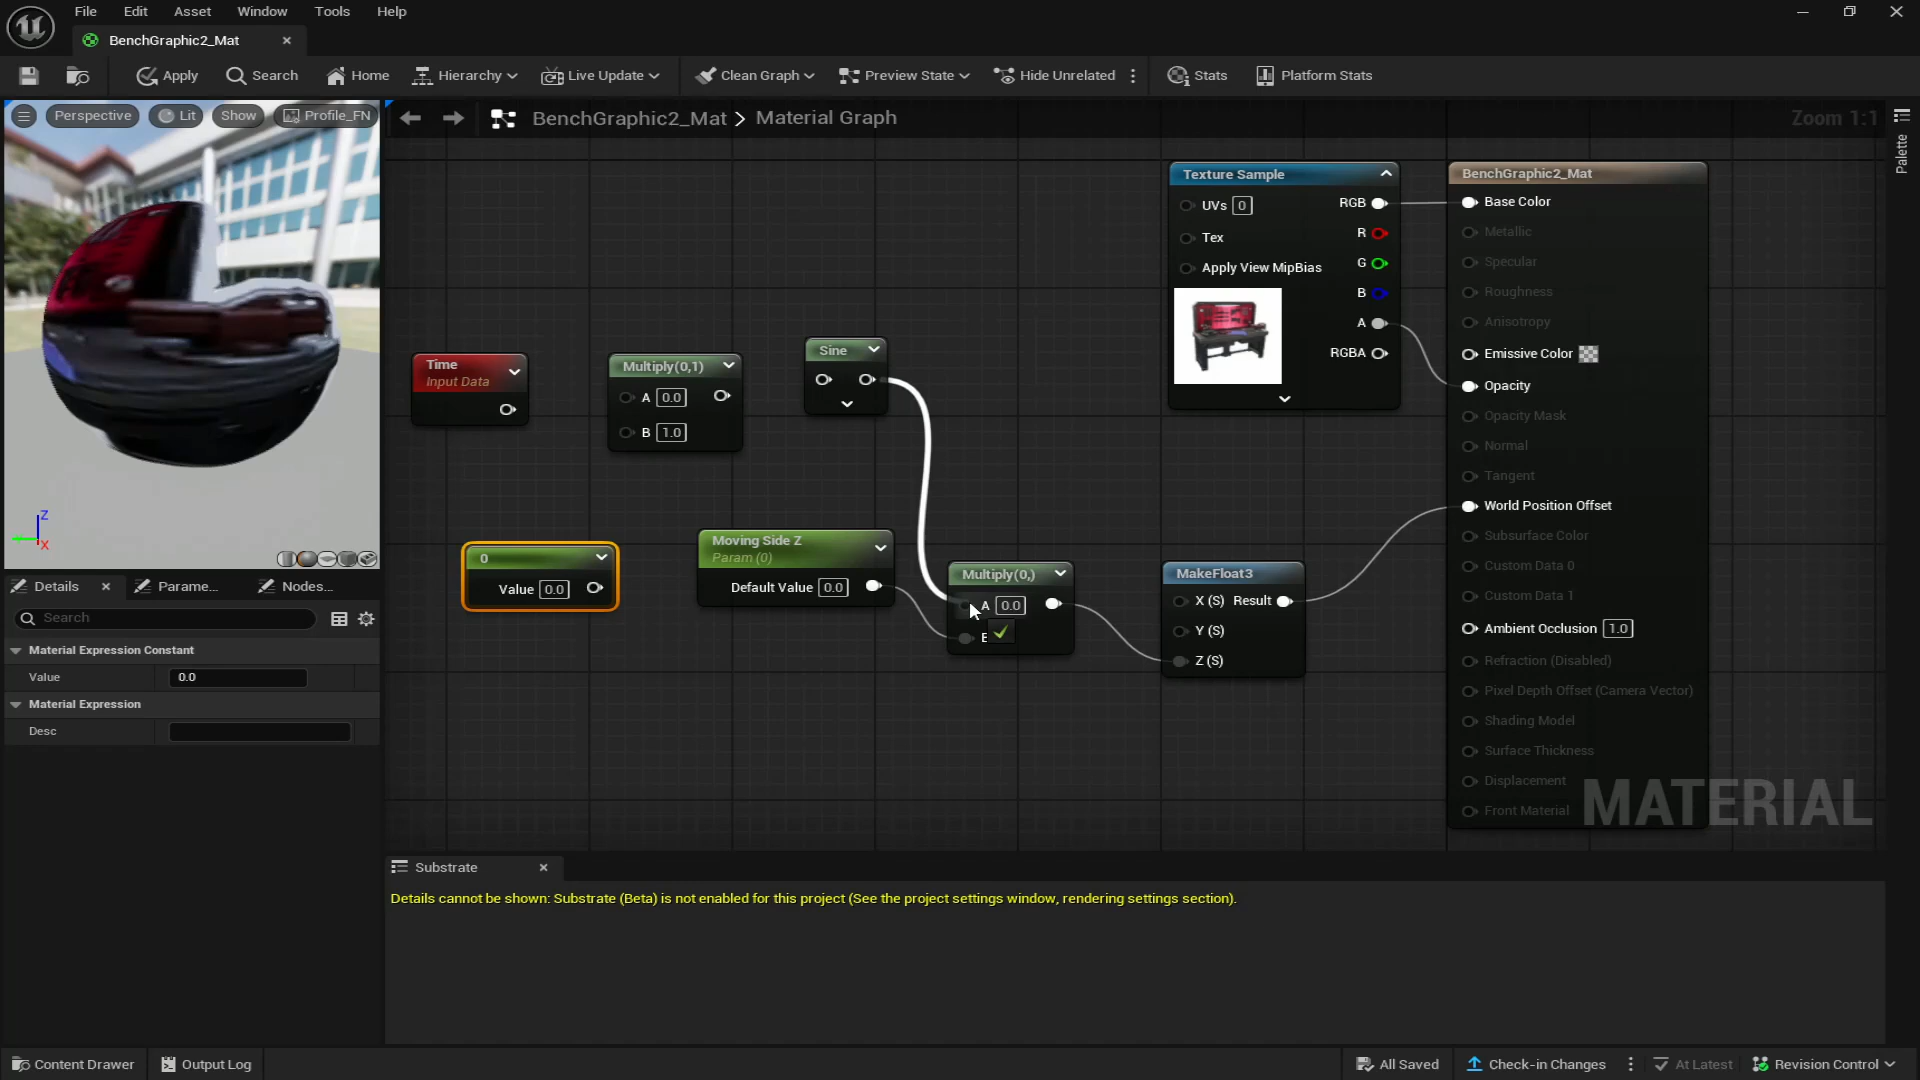 File Edit Asset Window Tools Help
BenchGraphic2_Mat
Apply Search Home Hierarchy Live Update Clean Graph Preview State Hide Unrelated Stats Platform Stats
Perspective Lit Show Profile_FN
BenchGraphic2_Mat > Material Graph
Zoom 1:1
Palette
Texture Sample
UVs 0 RGB
R
Tex
G
Apply View MipBias
B
A
RGBA
BenchGraphic2_Mat
Base Color
Metallic
Specular
Roughness
Anisotropy
Emissive Color
Opacity
Opacity Mask
Normal
Tangent
World Position Offset
Subsurface Color
Custom Data 0
Custom Data 1
Ambient Occlusion 1.0
Refraction (Disabled)
Pixel Depth Offset (Camera Vector)
Shading Model
Surface Thickness
Displacement
Front Material
MATERIAL
Time
Input Data
Multiply(0,1)
A 0.0
B 1.0
Sine
0
Value 0.0
Moving Side Z
Param (0)
Default Value 0.0
Multiply(0,)
A 0.0
MakeFloat3
X (S) Result
Y (S)
Z (S)
Z
X
Details Parame... Nodes...
Search
Material Expression Constant
Value 0.0
Material Expression
Desc
Substrate
Details cannot be shown: Substrate (Beta) is not enabled for this project (See the project settings window, rendering settings section).
Content Drawer Output Log All Saved Check-in Changes At Latest Revision Control